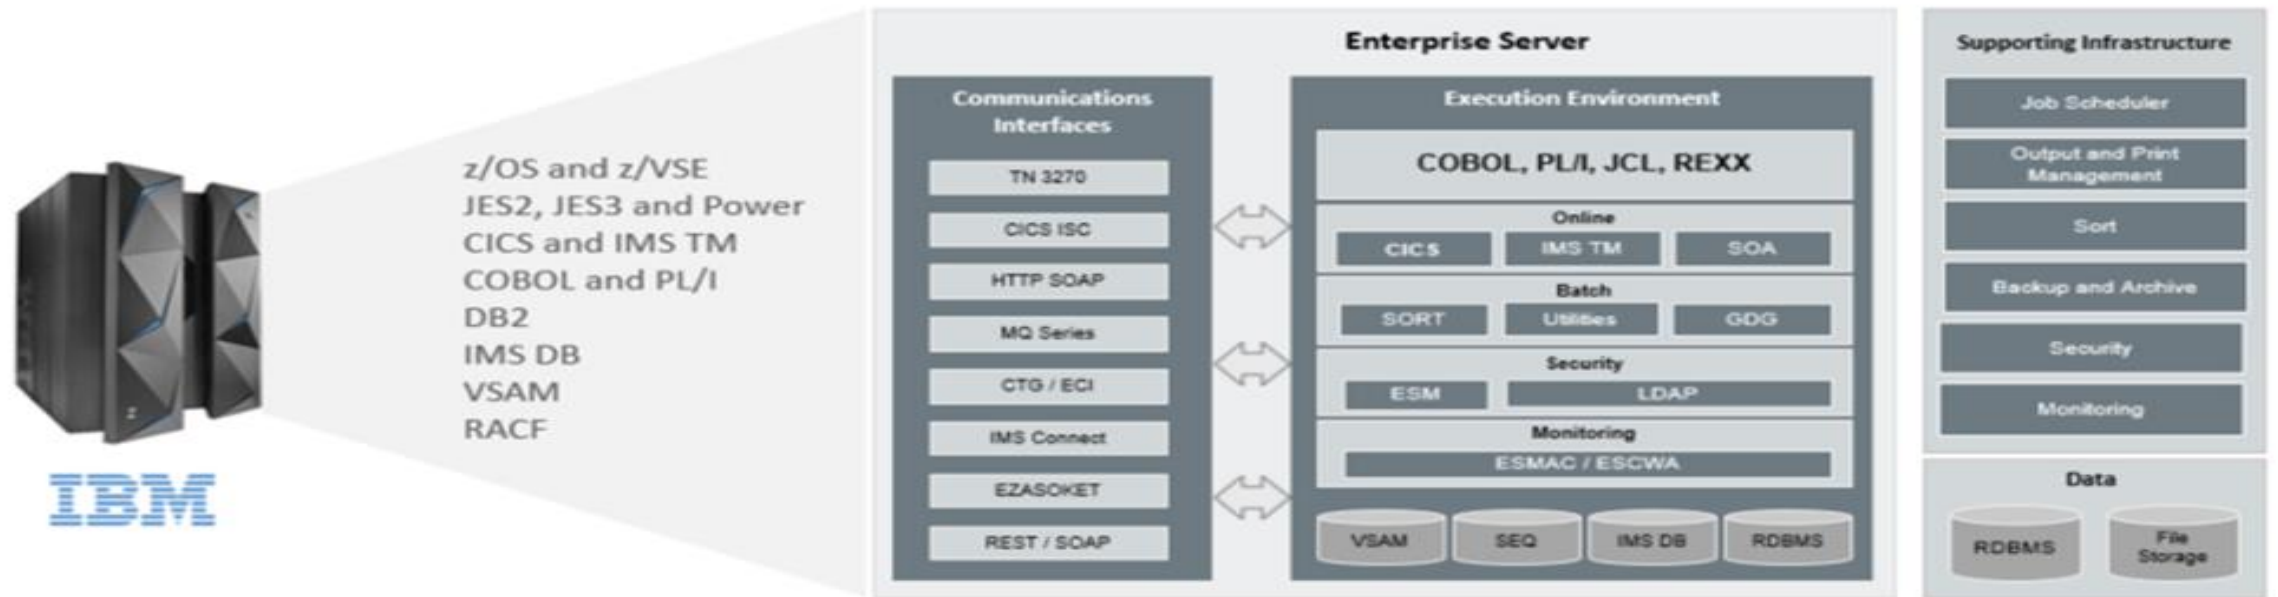 z/OS and z/VSE
JES2, JES3 and Power
CICS and IMS TM
COBOL and PL/I
DB2
IMS DB
VSAM
RACF
z
IBM
Enterprise Server
Communications
Interfaces
TN 3270
CICS ISC
HTTP SOAP
MQ Series
CTG / ECI
IMS Connect
EZASOKET
REST / SOAP
Execution Environment
COBOL, PL/I, JCL, REXX
Online
CICS
IMS TM
SOA
Batch
SORT
Utilities
GDG
Security
ESM
LDAP
Monitoring
ESMAC / ESCWA
VSAM
SEQ
IMS DB
RDBMS
Supporting Infrastructure
Job Scheduler
Output and Print
Management
Sort
Backup and Archive
Security
Monitoring
Data
RDBMS
File
Storage